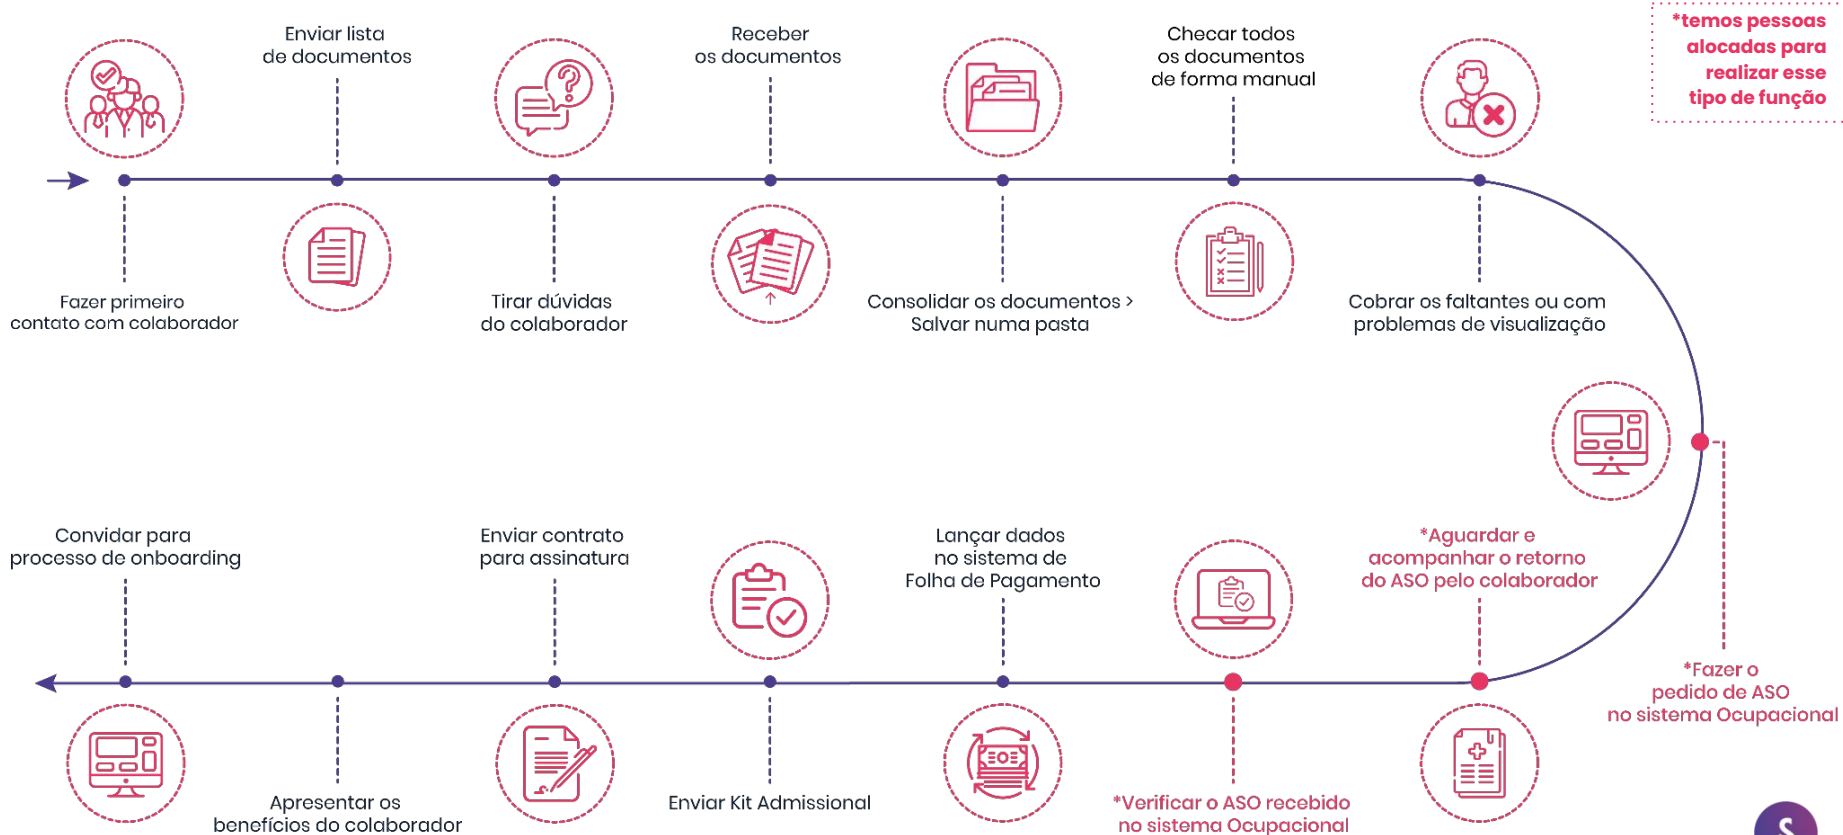 Fazer primeiro
contato com colaborador
Enviar lista
de documentos
Tirar dúvidas
do colaborador
Receber
os documentos
Consolidar os documentos >
Salvar numa pasta
Checar todos
os documentos
de forma manual
Cobrar os faltantes ou com
problemas de visualização
*temos pessoas
alocadas para
realizar esse
tipo de função
*Fazer o
pedido de ASO
no sistema Ocupacional
*Aguardar e
acompanhar o retorno
do ASO pelo colaborador
*Verificar o ASO recebido
no sistema Ocupacional
Lançar dados
no sistema de
Folha de Pagamento
Enviar Kit Admissional
Enviar contrato
para assinatura
Apresentar os
benefícios do colaborador
Convidar para
processo de onboarding
S